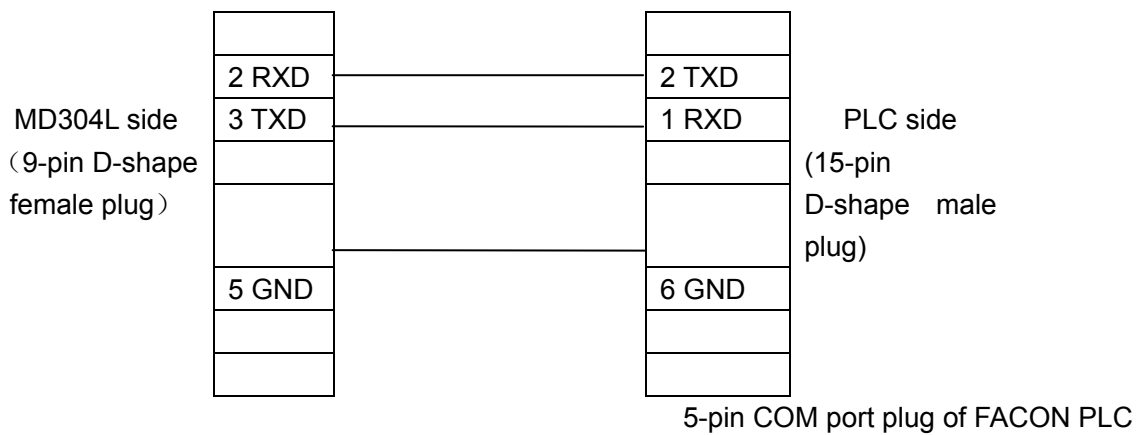 2 RXD 2 TXD
MD304L side 3 TXD 1 RXD PLC side
（9-pin D-shape (15-pin
female plug） D-shape male
plug)
5 GND 6 GND
5-pin COM port plug of FACON PLC